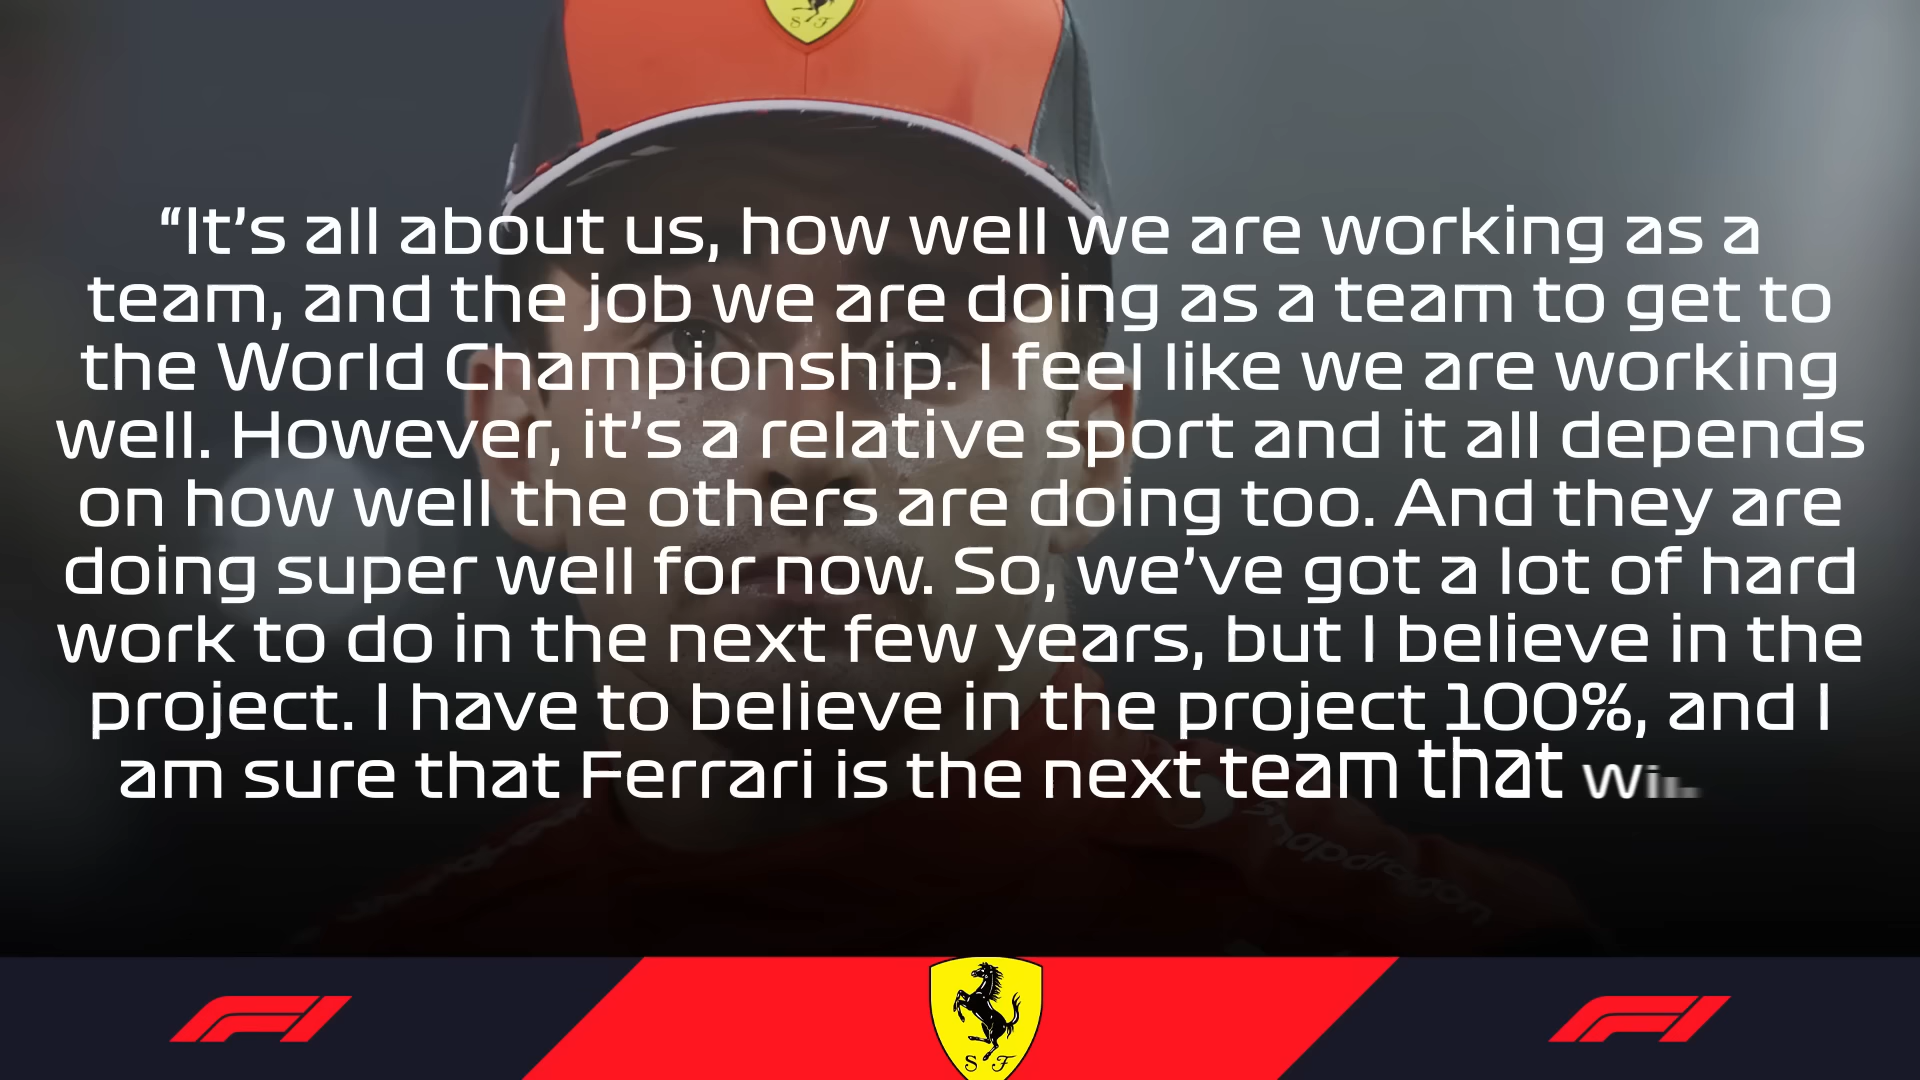 S F
“It’s all about us, how well we are working as a
team, and the job we are doing as a team to get to
the World Championship. I feel like we are working
well. However, it’s a relative sport and it all depends
on how well the others are doing too. And they are
doing super well for now. So, we’ve got a lot of hard
work to do in the next few years, but I believe in the
project. I have to believe in the project 100%, and I
am sure that Ferrari is the next team that
Snapdragon
F1
S F
F1